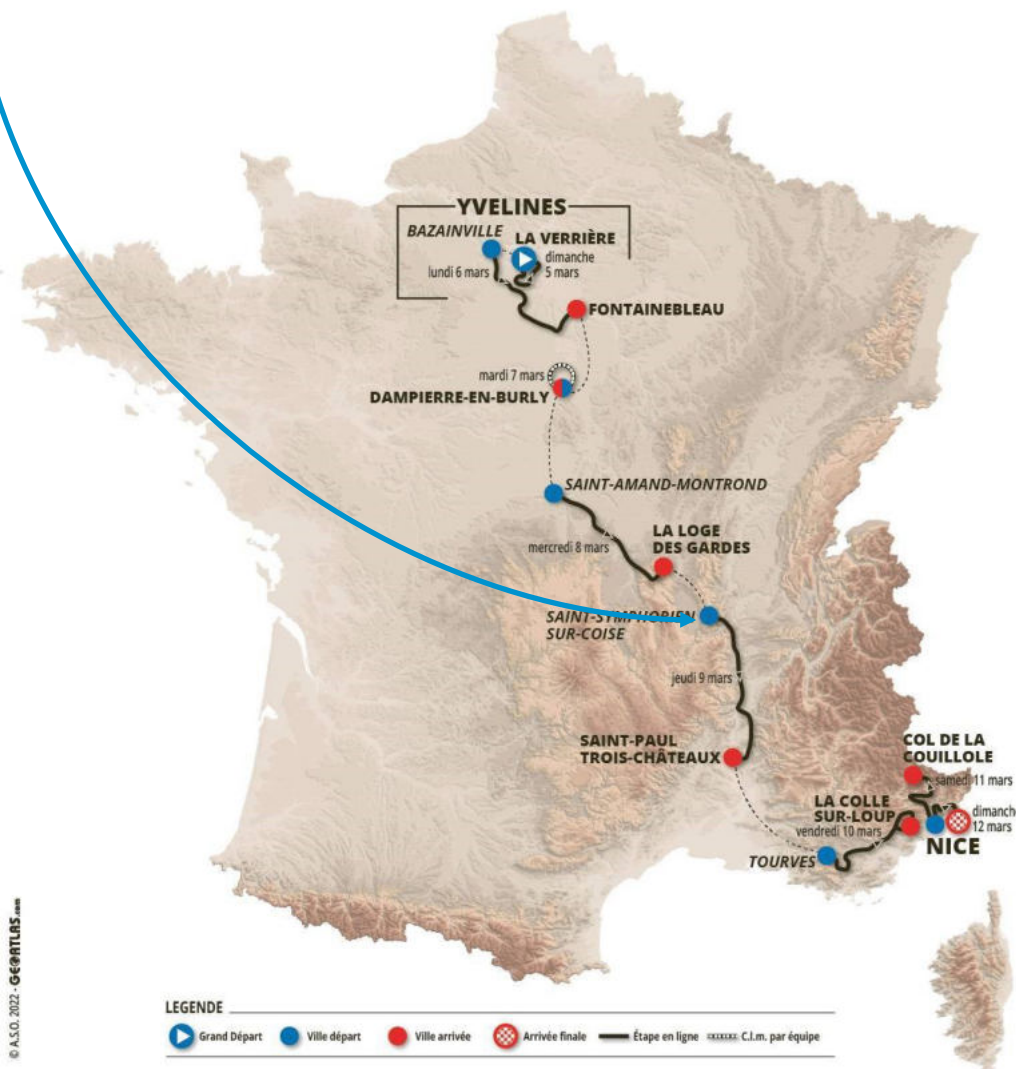 YVELINES
BAZAINVILLE
LA VERRIÈRE
dimanche
5 mars
lundi 6 mars
FONTAINEBLEAU
mardi 7 mars
DAMPIERRE-EN-BURLY
SAINT-AMAND-MONTROND
LA LOGE
DES GARDES
mercredi 8 mars
SAINT-SYMPHORIEN
SUR-COISE
jeudi 9 mars
SAINT-PAUL
TROIS-CHÂTEAUX
COL DE LA
COUILLOLE
samedi 11 mars
LA COLLE
SUR-LOUP
vendredi 10 mars
dimanche
12 mars
NICE
TOURVES
© A.S.O. 2022 - GEOATLAS.com
LEGENDE
Grand Départ
Ville départ
Ville arrivée
Arrivée finale
Étape en ligne
C.l.m. par équipe